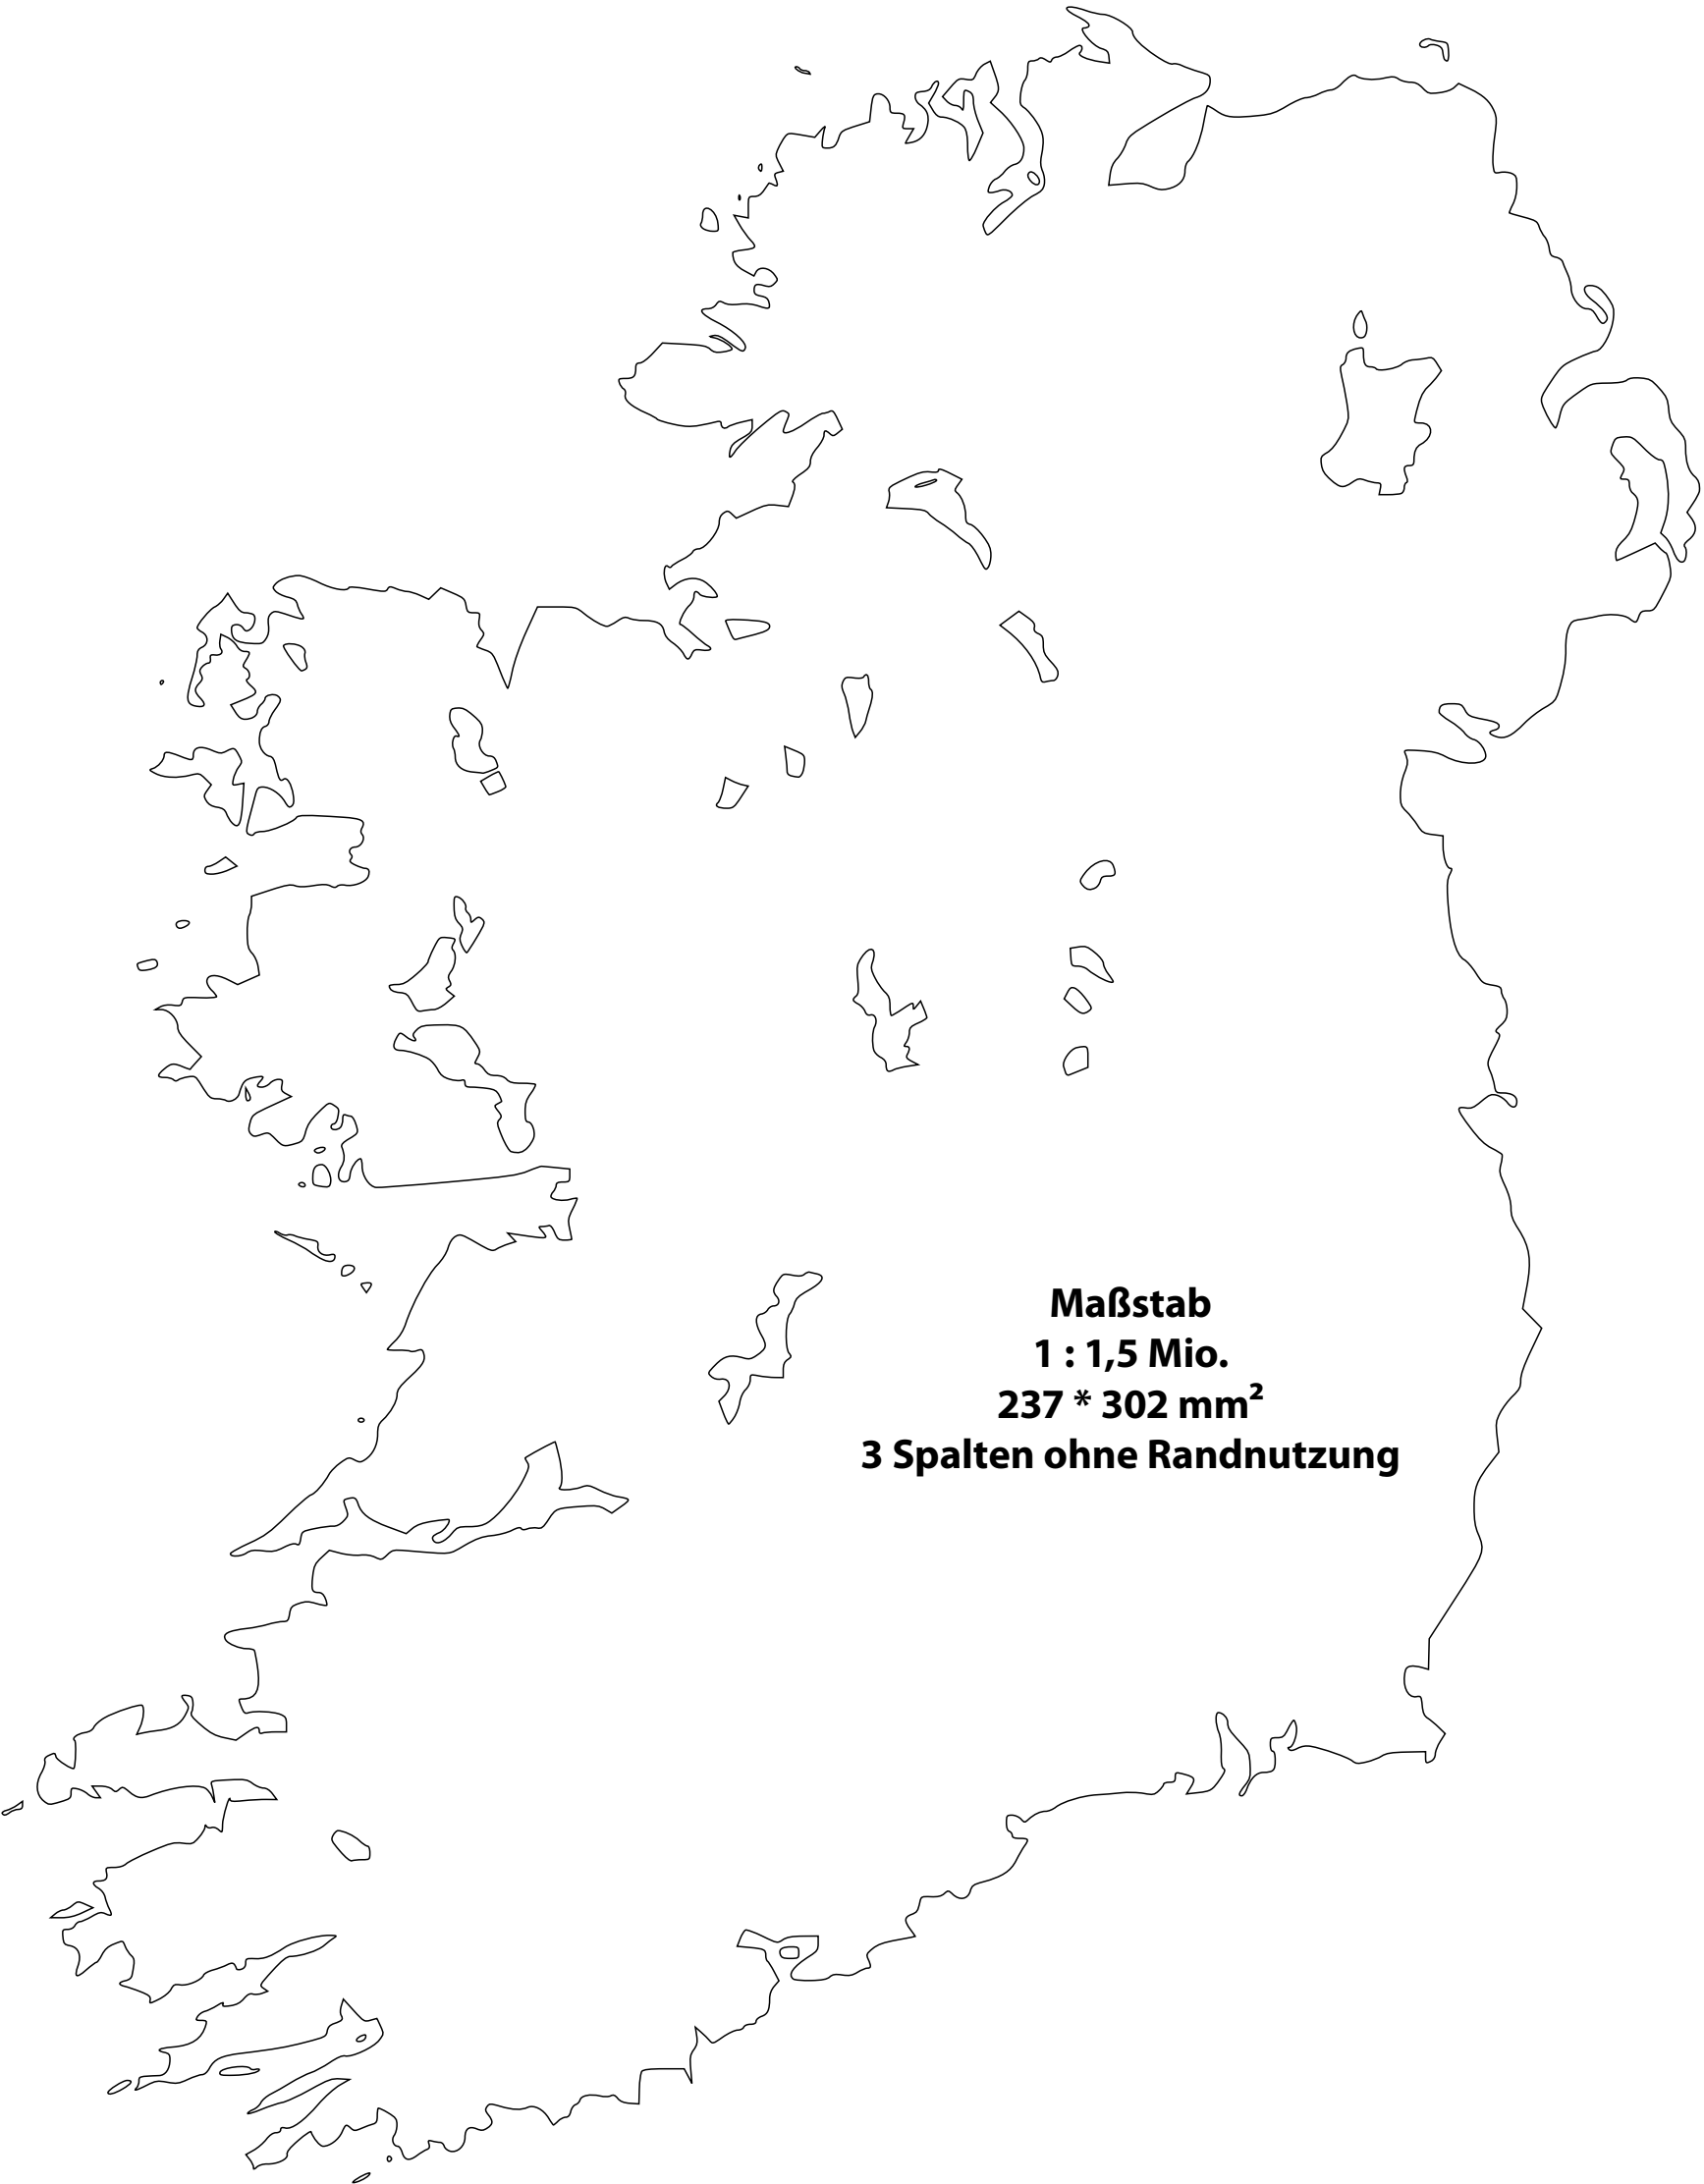 Maßstab
1 : 1,5 Mio.
237 * 302 mm²
3 Spalten ohne Randnutzung